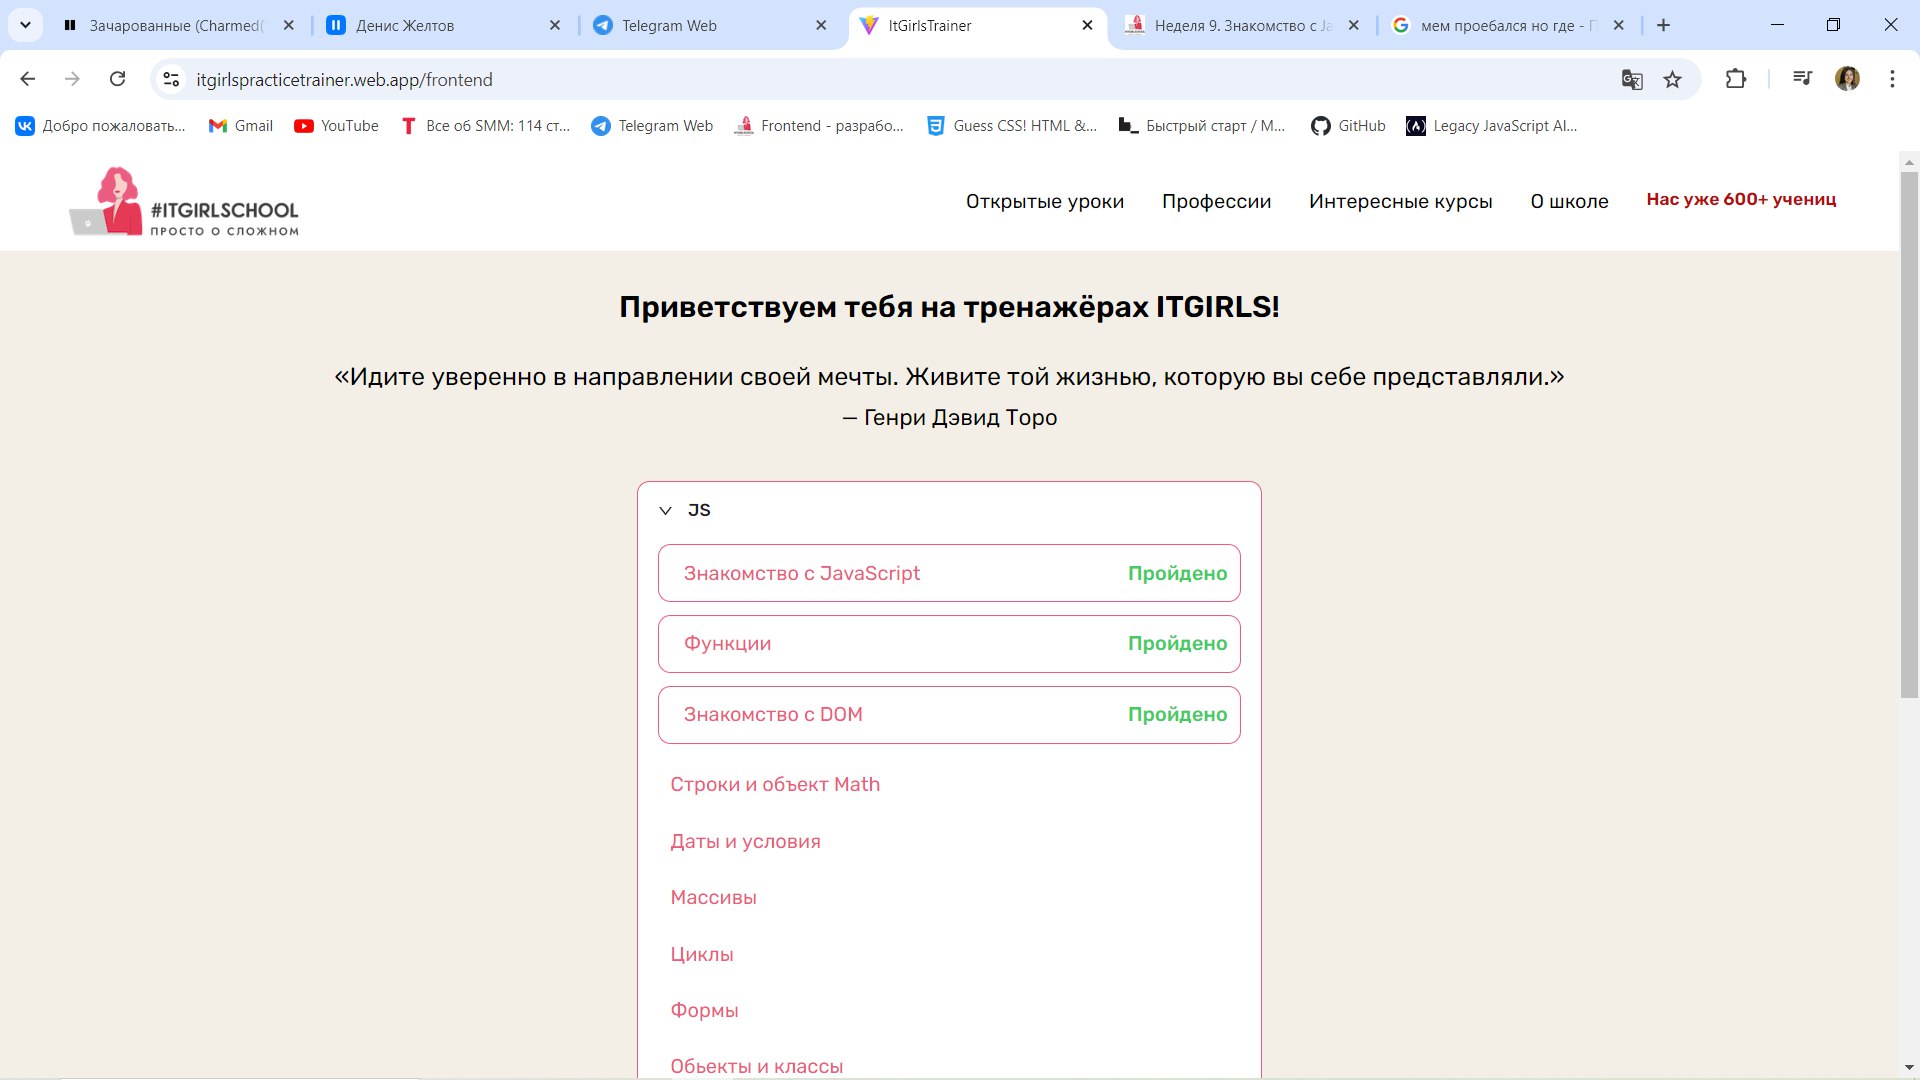 Зачарованные (Charmed(
Денис Желтов
Telegram Web
ItGirlsTrainer
Неделя 9. Знакомство с Ja
мем проебался но где - П
itgirlspracticetrainer.web.app/frontend
Добро пожаловать...
Gmail
YouTube
Все об SMM: 114 ст...
Telegram Web
Frontend - разрабо...
Guess CSS! HTML &...
Быстрый старт / М...
GitHub
Legacy JavaScript Al...
#ITGIRLSCHOOL
ПРОСТО О СЛОЖНОМ
Открытые уроки
Профессии
Интересные курсы
О школе
Нас уже 600+ учениц
Приветствуем тебя на тренажёрах ITGIRLS!
«Идите уверенно в направлении своей мечты. Живите той жизнью, которую вы себе представляли.»
— Генри Дэвид Торо
JS
Знакомство с JavaScript Пройдено
Функции Пройдено
Знакомство с DOM Пройдено
Строки и объект Math
Даты и условия
Массивы
Циклы
Формы
Обьекты и классы